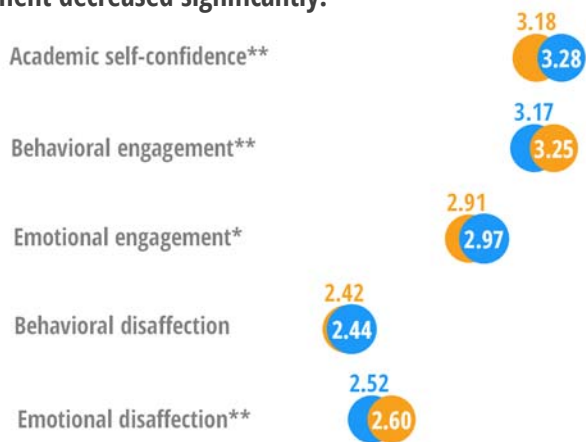 decreased significantly.
3.18
Academic self-confidence** 3.28
3.17
Behavioral engagement** 3.25
2.91
Emotional engagement* 2.97
2.42
Behavioral disaffection 2.44
2.52
Emotional disaffection** 2.60